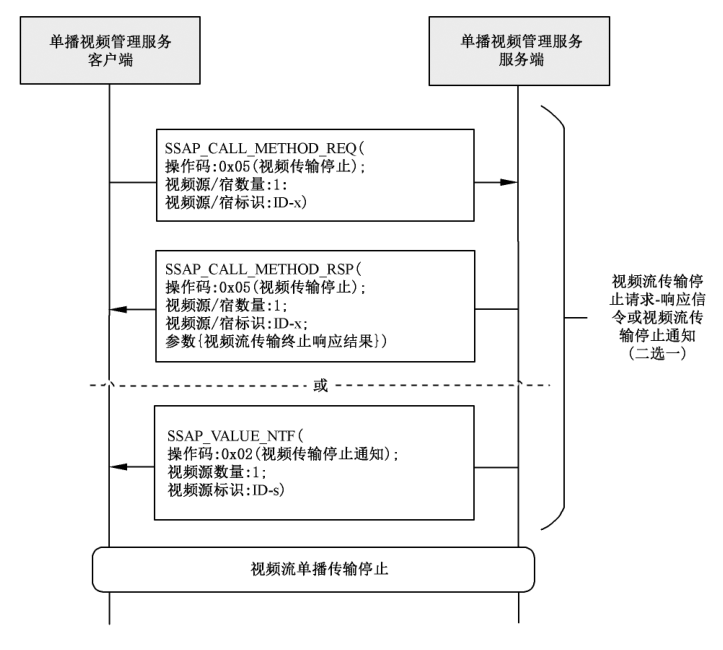 单播视频管理服务
客户端
单播视频管理服务
服务端
SSAP_CALL_METHOD_REQ(
操作码:0x05(视频传输停止);
视频源/宿数量:1:
视频源/宿标识:ID-x)
SSAP_CALL_METHOD_RSP(
操作码:0x05(视频传输停止);
视频源/宿数量:1;
视频源/宿标识:ID-x;
参数{视频流传输终止响应结果})
视频流传输停
止请求-响应信
令或视频流传
输停止通知
(二选一)
或
SSAP_VALUE_NTF(
操作码:0x02(视频传输停止通知);
视频源数量:1;
视频源标识:ID-s)
视频流单播传输停止